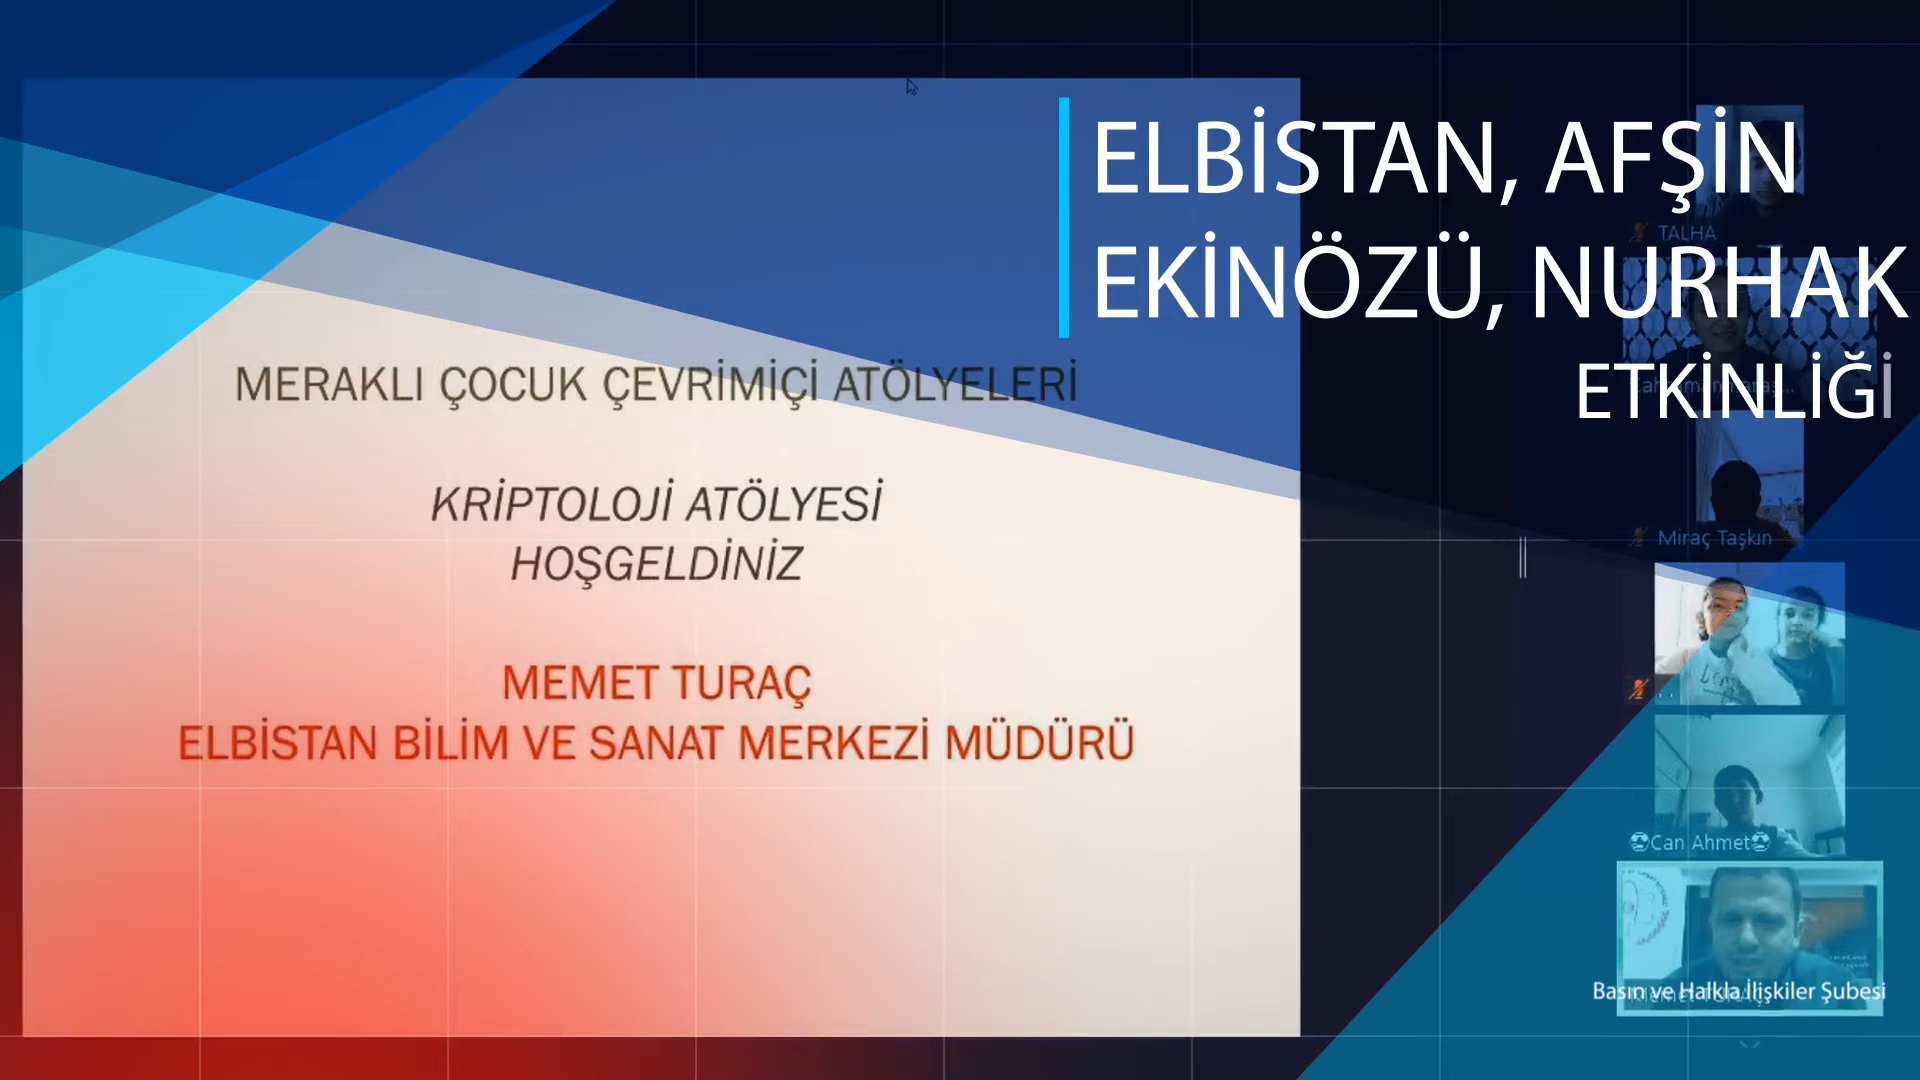 ELBİSTAN, AFŞİN
EKİNÖZÜ, NURHAK
ETKİNLİĞİ
MERAKLI ÇOCUK ÇEVRİMİÇİ ATÖLYELERİ
KRİPTOLOJİ ATÖLYESİ
HOŞGELDİNİZ
MEMET TURAÇ
ELBİSTAN BİLİM VE SANAT MERKEZİ MÜDÜRÜ
TALHA
Miraç Taşkın
Can Ahmet
Basın ve Halkla İlişkiler Şubesi